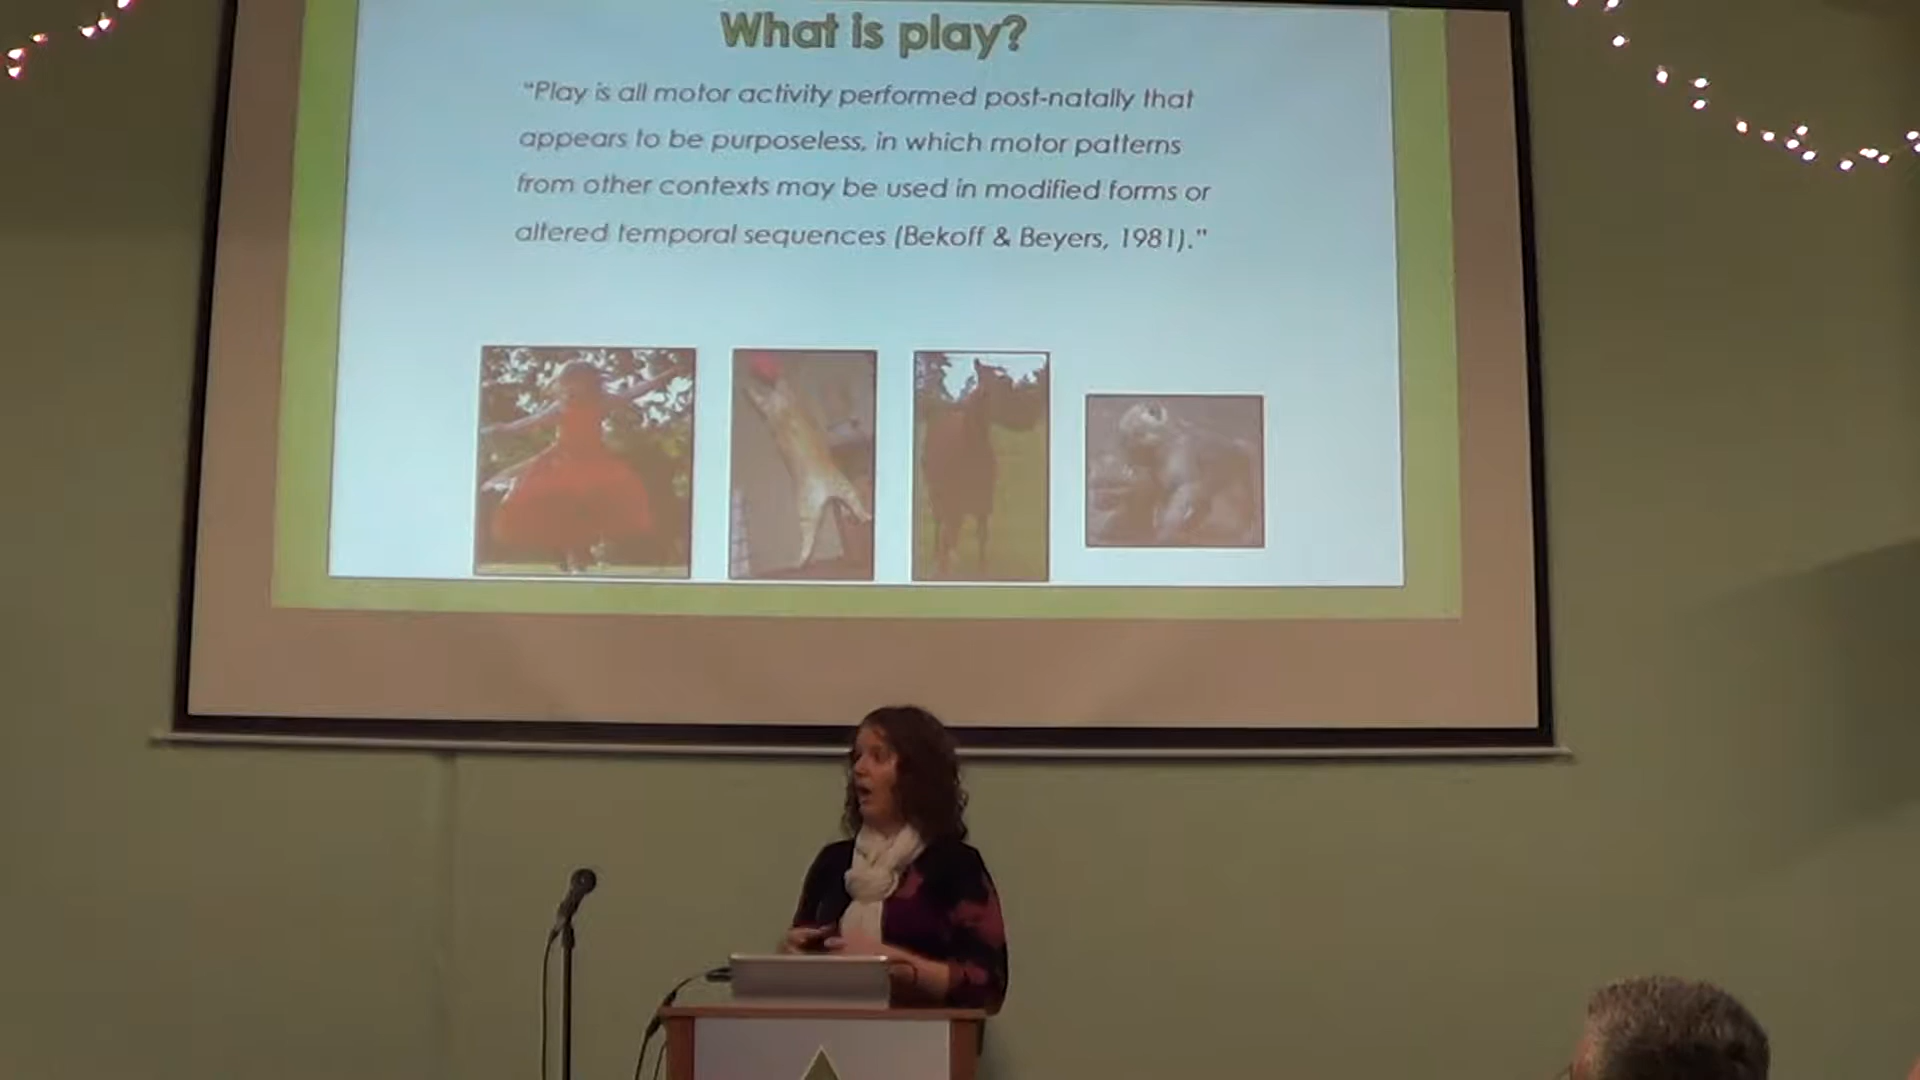 What is play?
"Play is all motor activity performed post-natally that
appears to be purposeless, in which motor patterns
from other contexts may be used in modified forms or
altered temporal sequences (Bekoff & Beyers, 1981)."